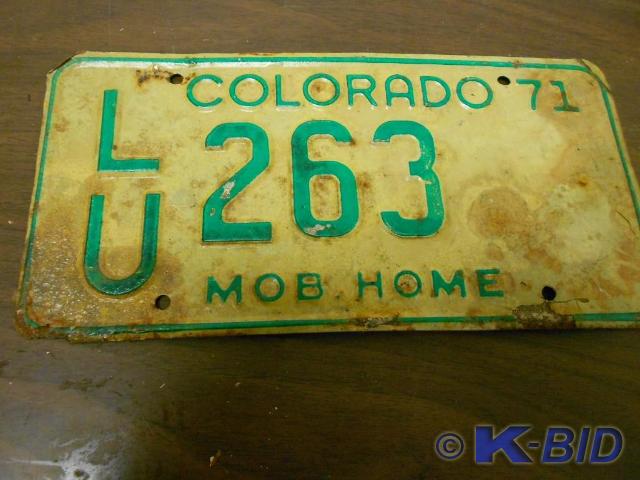 COLORADO 71
L
U
263
MOB HOME
© K-BID